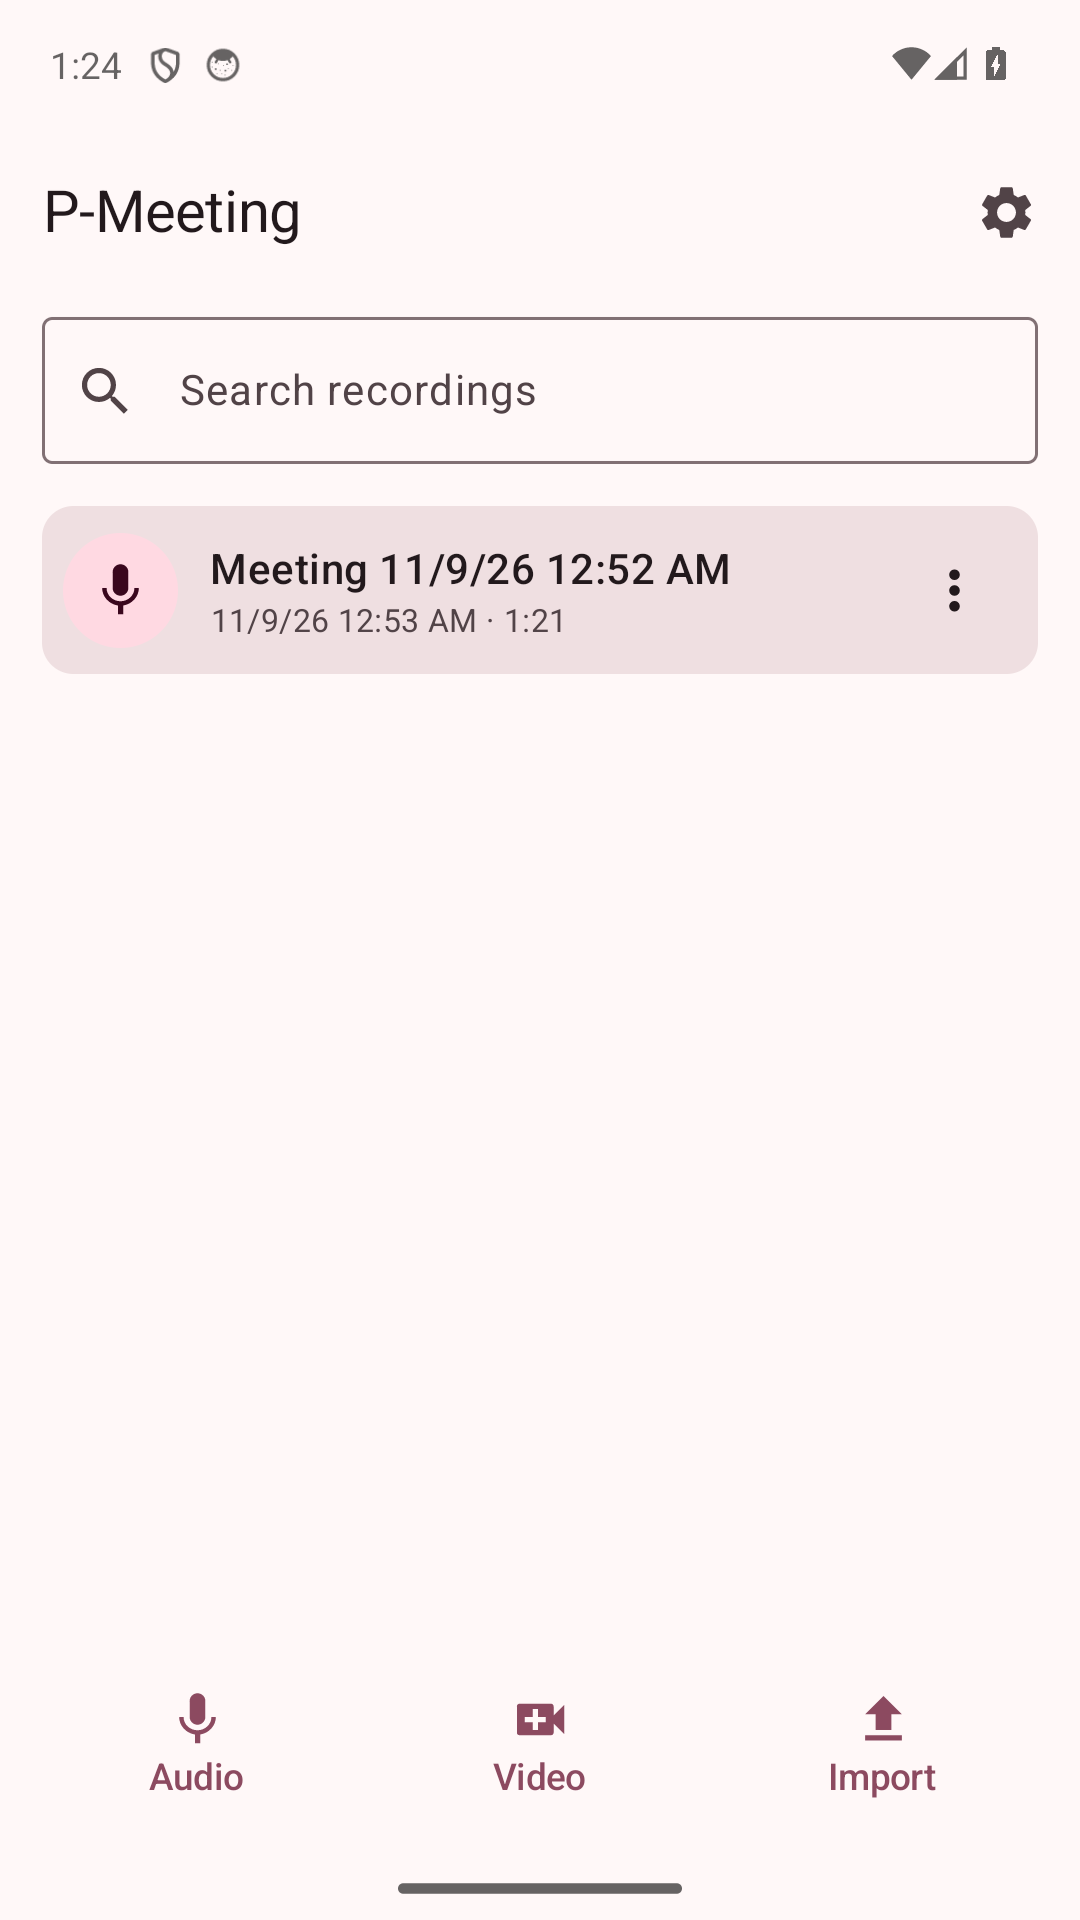 1:24
P-Meeting
Search recordings
Meeting 11/9/26 12:52 AM
11/9/26 12:53 AM · 1:21
Audio
Video
Import